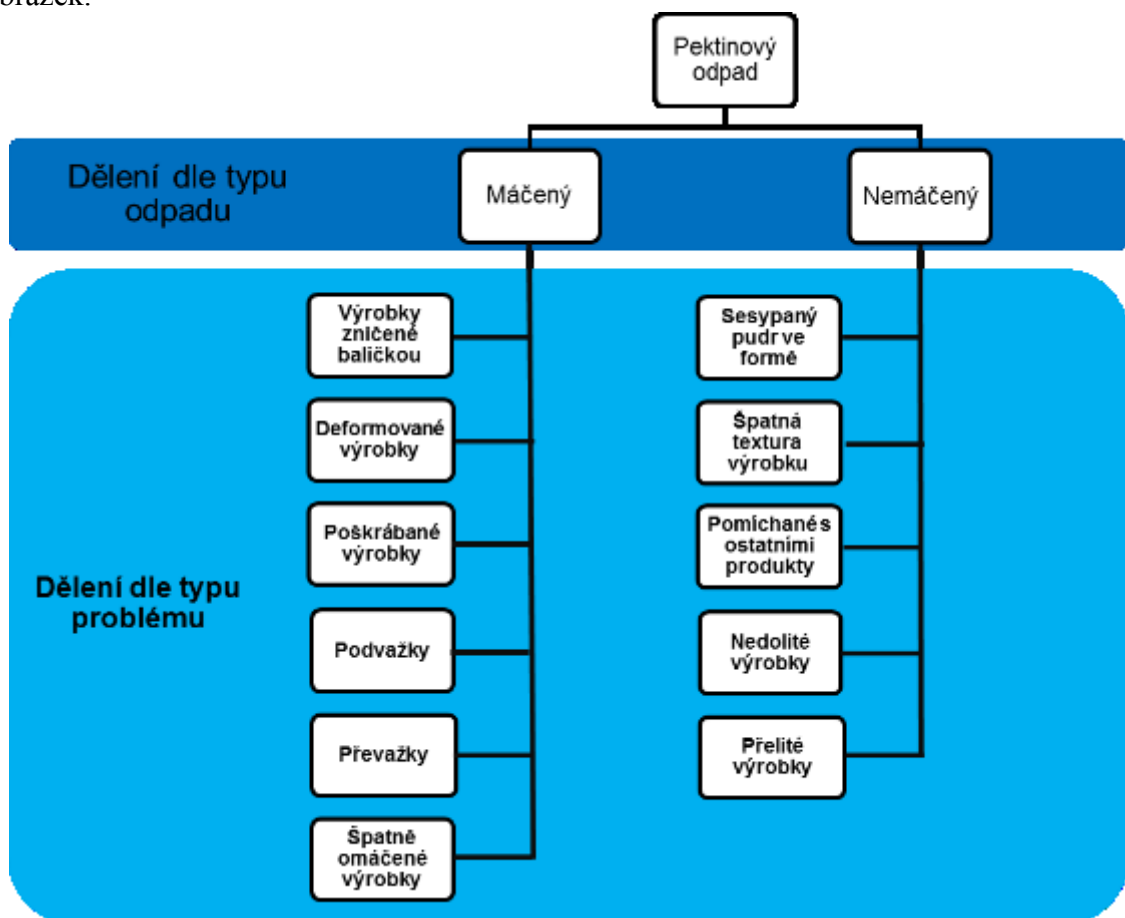 brázek:
Pektinový
odpad
Dělení dle typu
odpadu
Máčený
Nemáčený
Dělení dle typu
problému
Výrobky
zničené
baličkou
Deformované
výrobky
Poškrábané
výrobky
Podvažky
Převažky
Špatně
omáčené
výrobky
Sesypaný
pudr ve
formě
Špatná
textura
výrobku
Pomíchané s
ostatními
produkty
Nedolité
výrobky
Přelité
výrobky